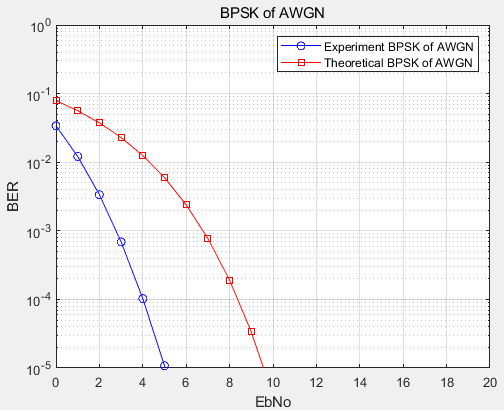 BPSK of AWGN
Experiment BPSK of AWGN
Theoretical BPSK of AWGN
10^0
10^-1
10^-2
10^-3
10^-4
10^-5
BER
0 2 4 6 8 10 12 14 16 18 20
EbNo